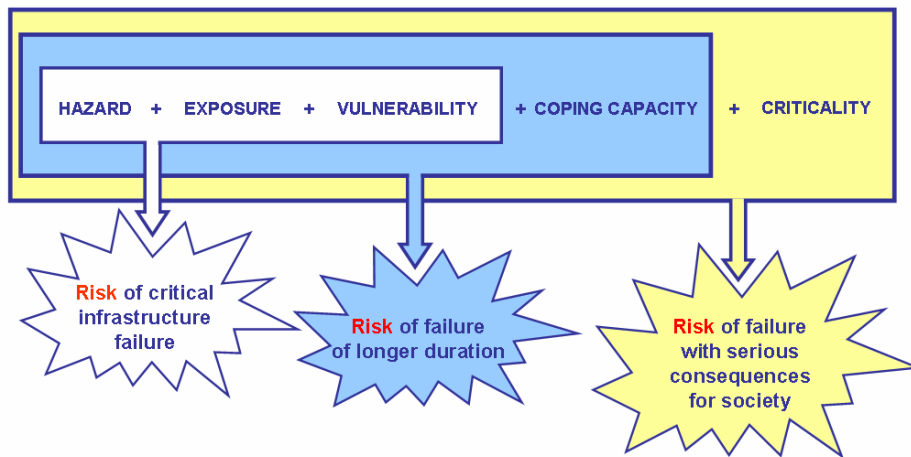 HAZARD + EXPOSURE + VULNERABILITY + COPING CAPACITY + CRITICALITY
Risk of critical
infrastructure
failure
Risk of failure
of longer duration
Risk of failure
with serious
consequences
for society